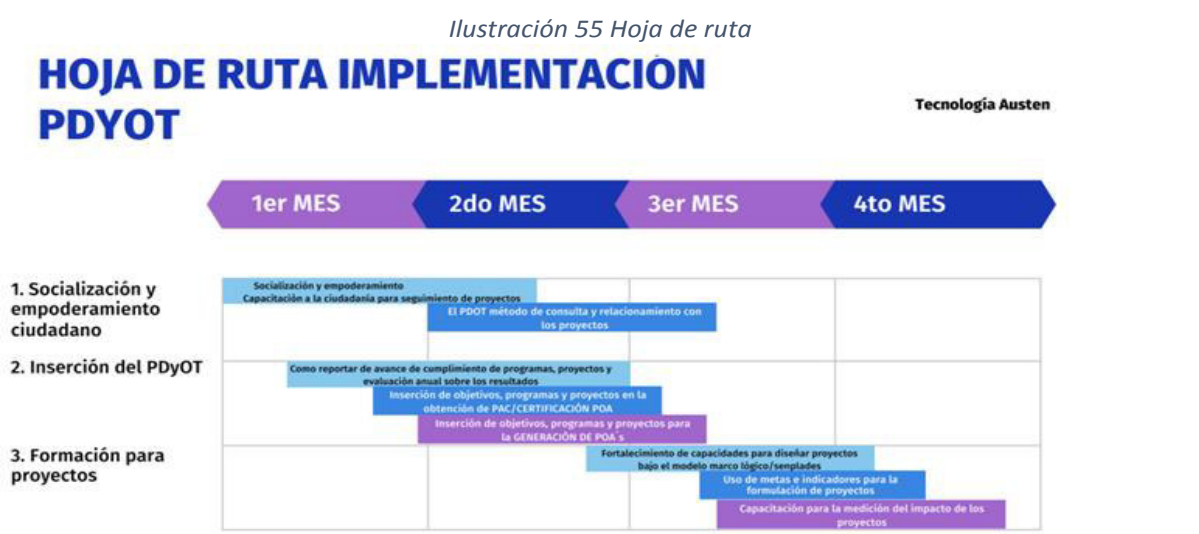 Ilustración 55 Hoja de ruta
HOJA DE RUTA IMPLEMENTACIÓN
PDYOT
Tecnología Austen
1er MES
2do MES
3er MES
4to MES
1. Socialización y
empoderamiento
ciudadano
Socialización y empoderamiento
Capacitación a la ciudadanía para seguimiento de proyectos
El PDOT método de consulta y relacionamiento con
los proyectos
2. Inserción del PDyOT
Como reportar de avance de cumplimiento de programas, proyectos y
evaluación anual sobre los resultados
Inserción de objetivos, programas y proyectos en la
obtención de PAC/CERTIFICACIÓN POA
Inserción de objetivos, programas y proyectos para
la GENERACIÓN DE POA´s
3. Formación para
proyectos
Fortalecimiento de capacidades para diseñar proyectos
bajo el modelo marco lógico/senplades
Uso de metas e indicadores para la
formulación de proyectos
Capacitación para la medición del impacto de los
proyectos